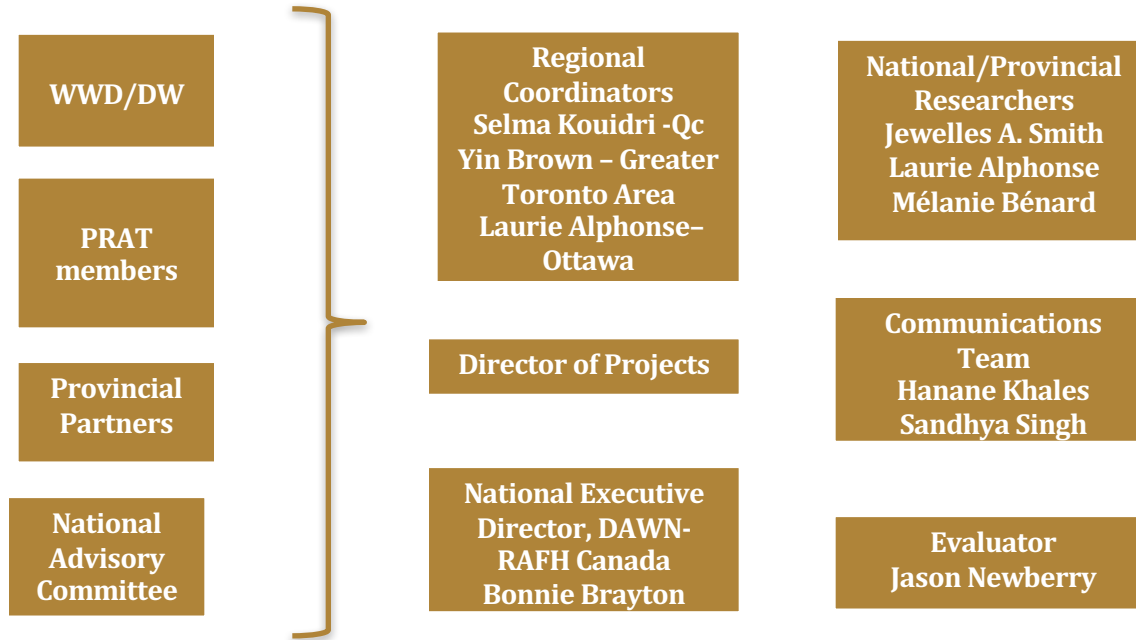 WWD/DW
PRAT
members
Provincial
Partners
National
Advisory
Committee
Regional
Coordinators
Selma Kouidri -Qc
Yin Brown – Greater
Toronto Area
Laurie Alphonse–
Ottawa
Director of Projects
National Executive
Director, DAWN-
RAFH Canada
Bonnie Brayton
National/Provincial
Researchers
Jewelles A. Smith
Laurie Alphonse
Mélanie Bénard
Communications
Team
Hanane Khales
Sandhya Singh
Evaluator
Jason Newberry